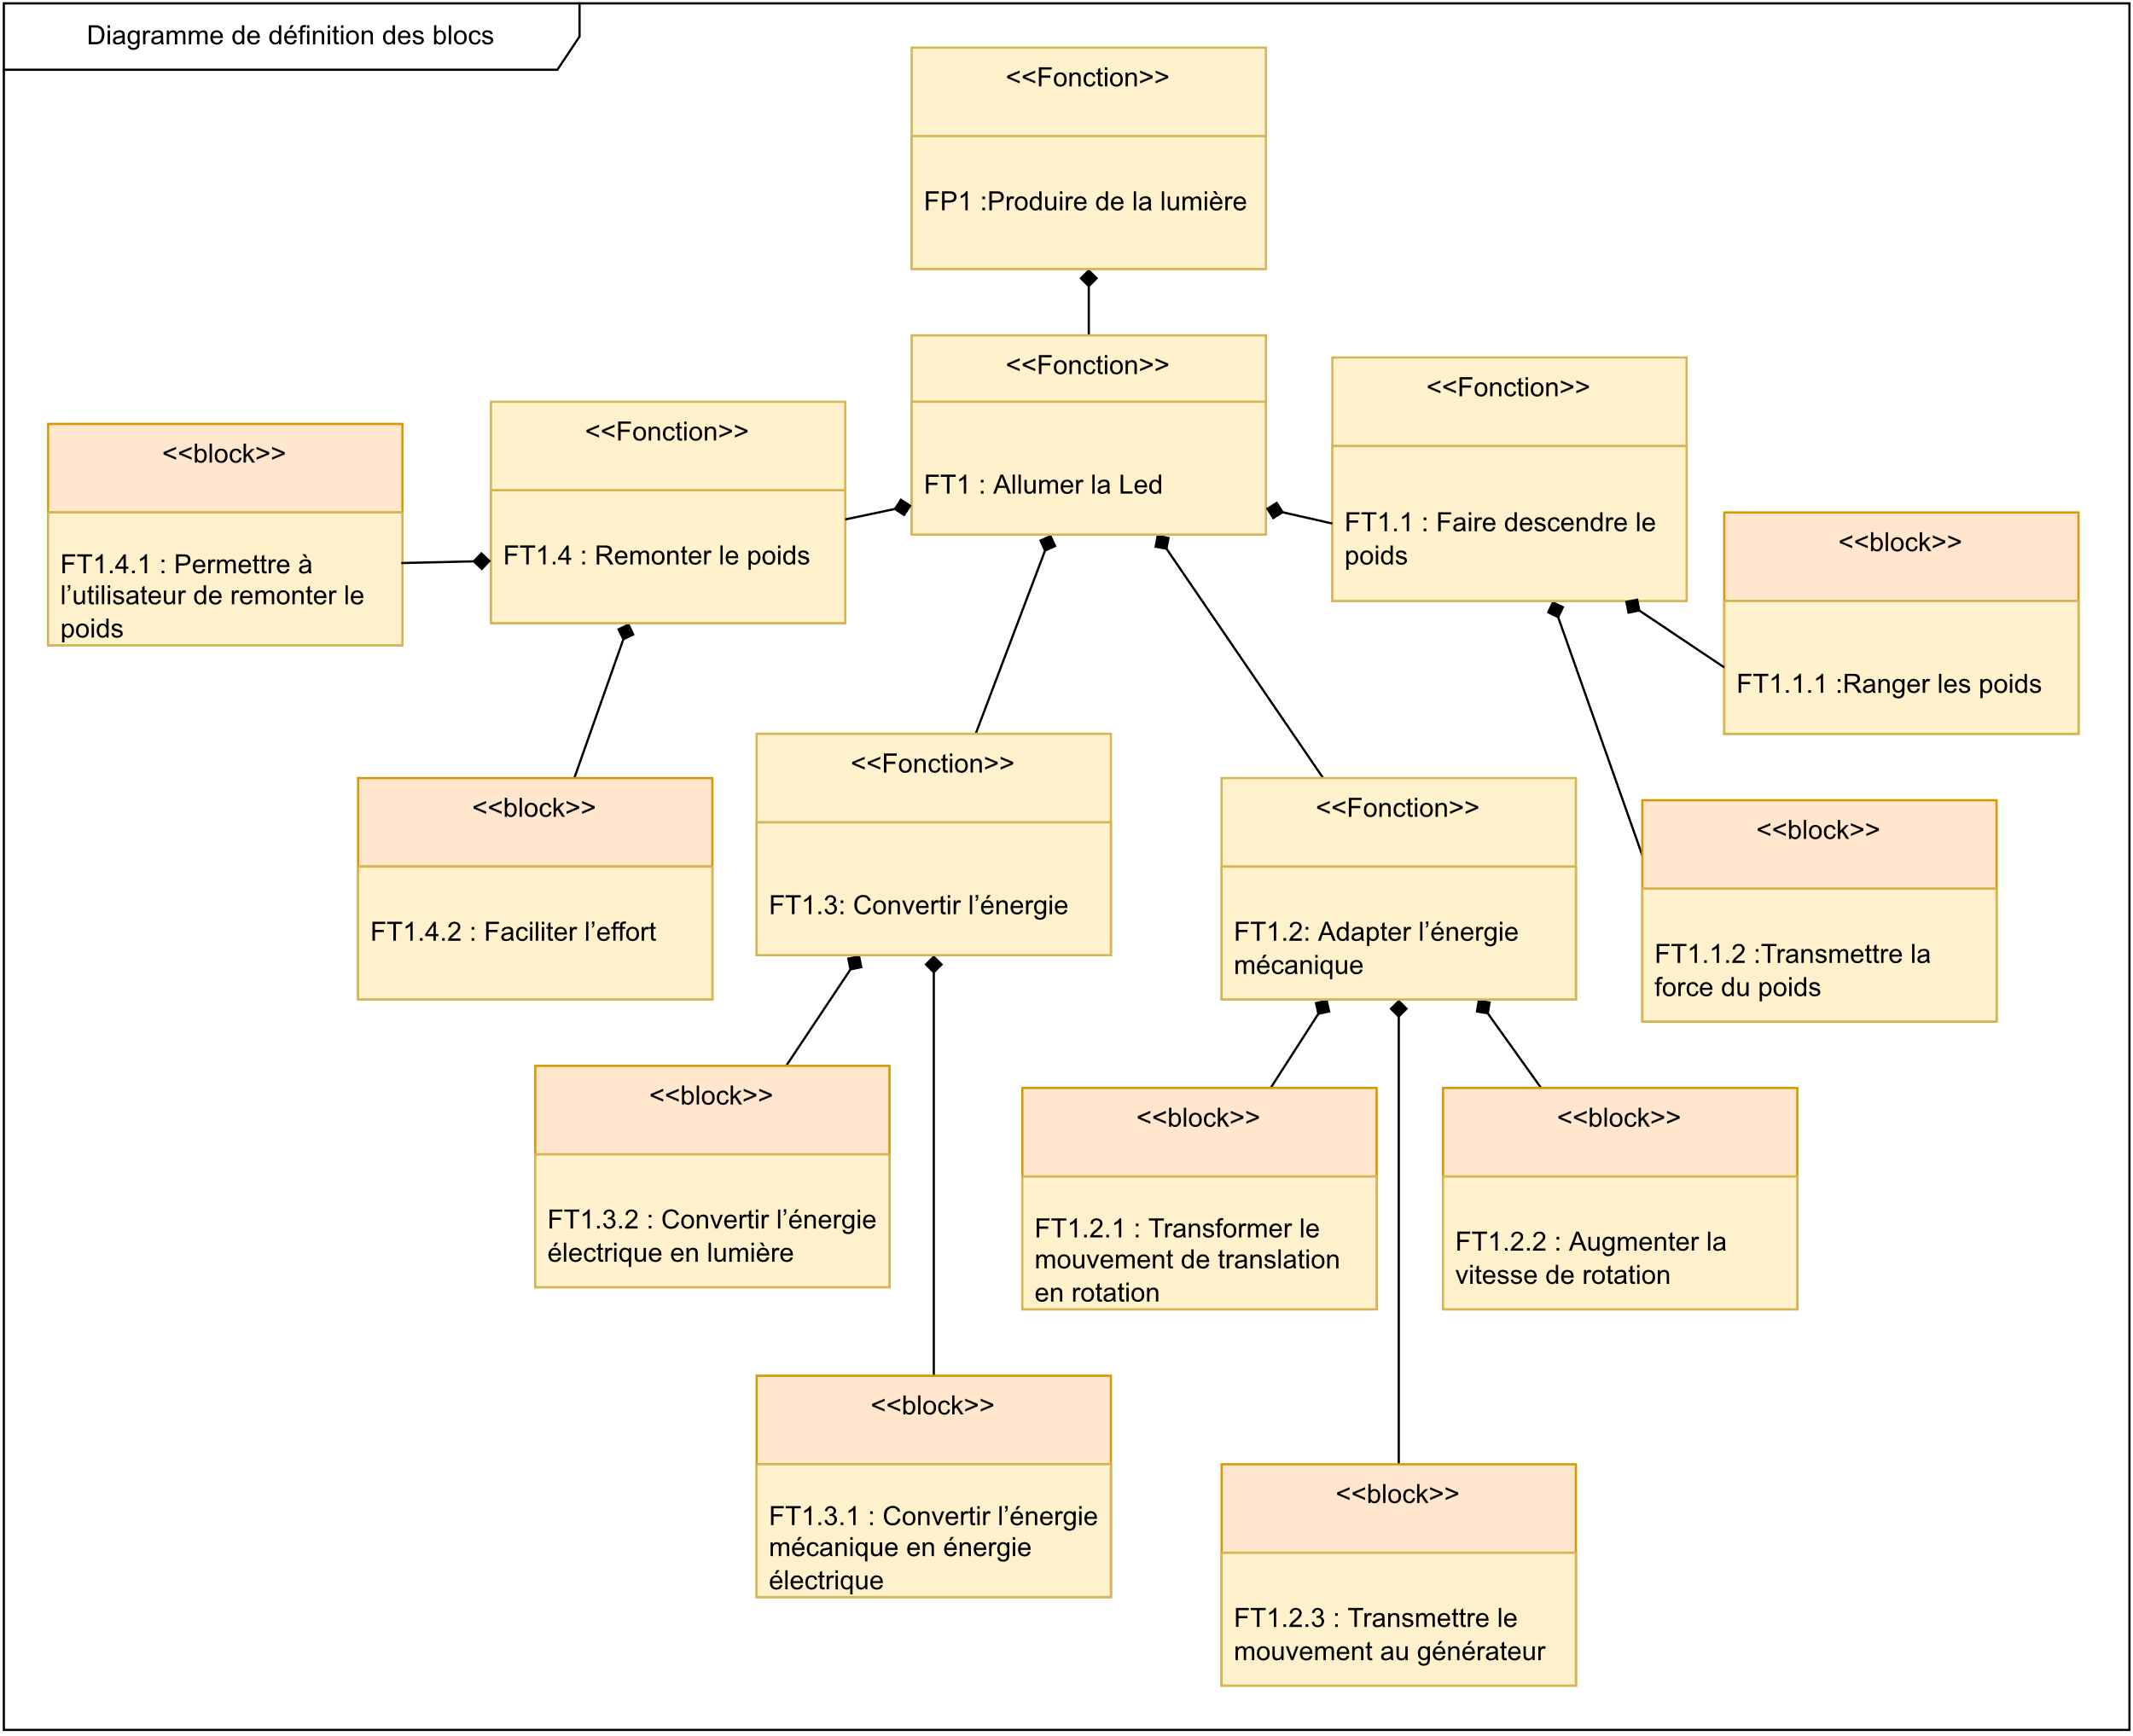 Diagramme de définition des blocs
<<Fonction>>
FP1 :Produire de la lumière
<<Fonction>>
FT1 : Allumer la Led
<<Fonction>>
FT1.1 : Faire descendre le
poids
<<Fonction>>
FT1.4 : Remonter le poids
<<block>>
FT1.4.1 : Permettre à
l’utilisateur de remonter le
poids
<<block>>
FT1.1.1 :Ranger les poids
<<block>>
FT1.4.2 : Faciliter l’effort
<<Fonction>>
FT1.3: Convertir l’énergie
<<Fonction>>
FT1.2: Adapter l’énergie
mécanique
<<block>>
FT1.1.2 :Transmettre la
force du poids
<<block>>
FT1.3.2 : Convertir l’énergie
électrique en lumière
<<block>>
FT1.2.1 : Transformer le
mouvement de translation
en rotation
<<block>>
FT1.2.2 : Augmenter la
vitesse de rotation
<<block>>
FT1.3.1 : Convertir l’énergie
mécanique en énergie
électrique
<<block>>
FT1.2.3 : Transmettre le
mouvement au générateur